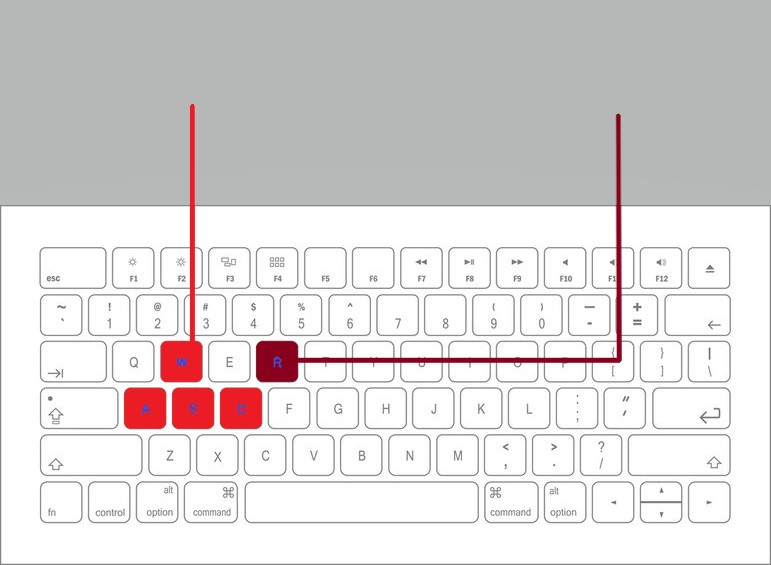 esc F1 F2 F3 F4 F5 F6 F7 F8 F9 F10 F11 F12
~ ` ! 1 @ 2 # 3 $ 4 % 5 ^ 6 7 8 ( 9 ) 0 — - + =
Q W E R T Y U I O P { [ } ] | \
A S D F G H J K L : ; " '
Z X C V B N M < , > . ? /
fn control alt option ⌘ command ⌘ command alt option